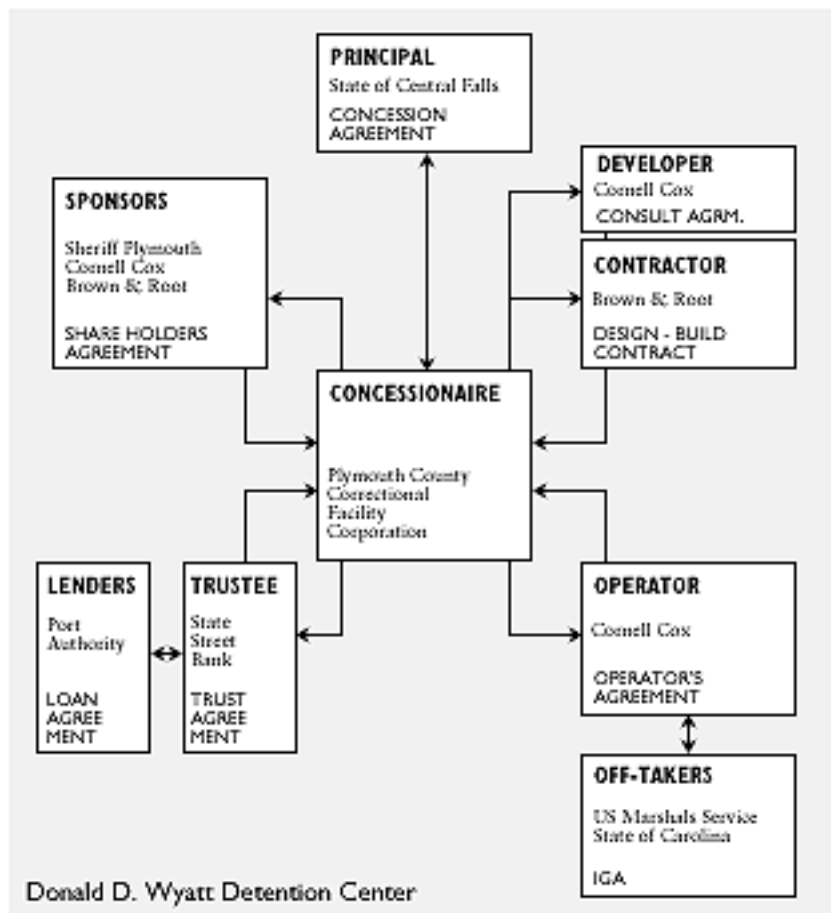 PRINCIPAL
State of Central Falls
CONCESSION
AGREEMENT
DEVELOPER
Cornell Cox
CONSULT AGRM.
SPONSORS
Sheriff Plymouth
Cornell Cox
Brown & Root
SHARE HOLDERS
AGREEMENT
CONTRACTOR
Brown & Root
DESIGN - BUILD
CONTRACT
CONCESSIONAIRE
Plymouth County
Correctional
Facility
Corporation
LENDERS
Port
Authority
LOAN
AGREE
MENT
TRUSTEE
State
Street
Bank
TRUST
AGREE
MENT
OPERATOR
Cornell Cox
OPERATOR'S
AGREEMENT
OFF-TAKERS
US Marshals Service
State of Carolina
IGA
Donald D. Wyatt Detention Center